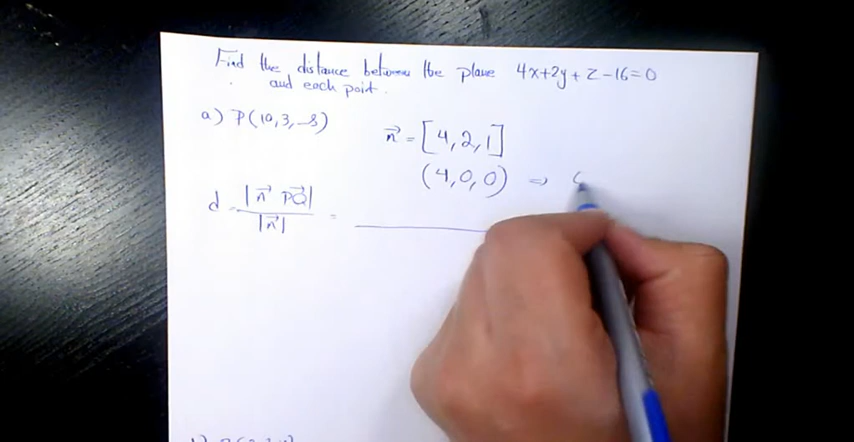 Find the distance between the plane 4x+2y+z-16=0
and each point.
a) P(10,3,-8)
n⃗ = [4,2,1]
(4,0,0) ⇒
d = |n⃗ PQ⃗| / |n⃗| =